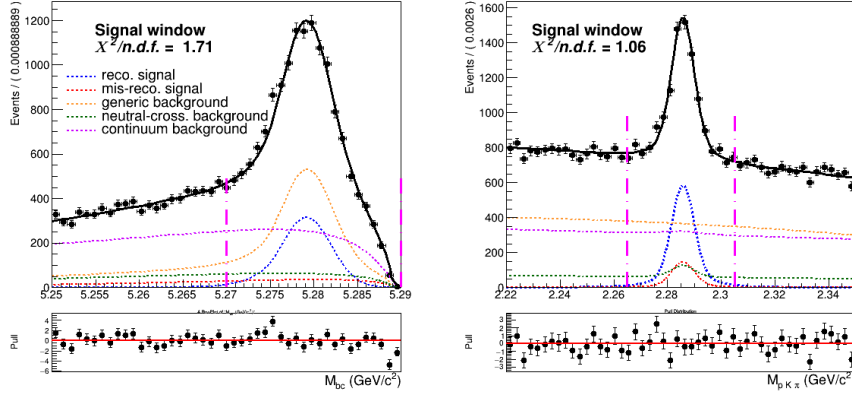 Signal window
X²/n.d.f. = 1.71
reco. signal
mis-reco. signal
generic background
neutral-cross. background
continuum background
Events / ( 0.000888889)
1200
1000
800
600
400
200
0
5.25
5.255
5.26
5.265
5.27
5.275
5.28
5.285
5.29
Pull
4
2
0
−2
−4
−6
M_bc (GeV/c²)
Signal window
X²/n.d.f. = 1.06
Events / ( 0.0026)
1600
1400
1200
1000
800
600
400
200
0
2.22
2.24
2.26
2.28
2.3
2.32
2.34
Pull Distribution
Pull
3
2
1
0
−1
−2
−3
M_p K π (GeV/c²